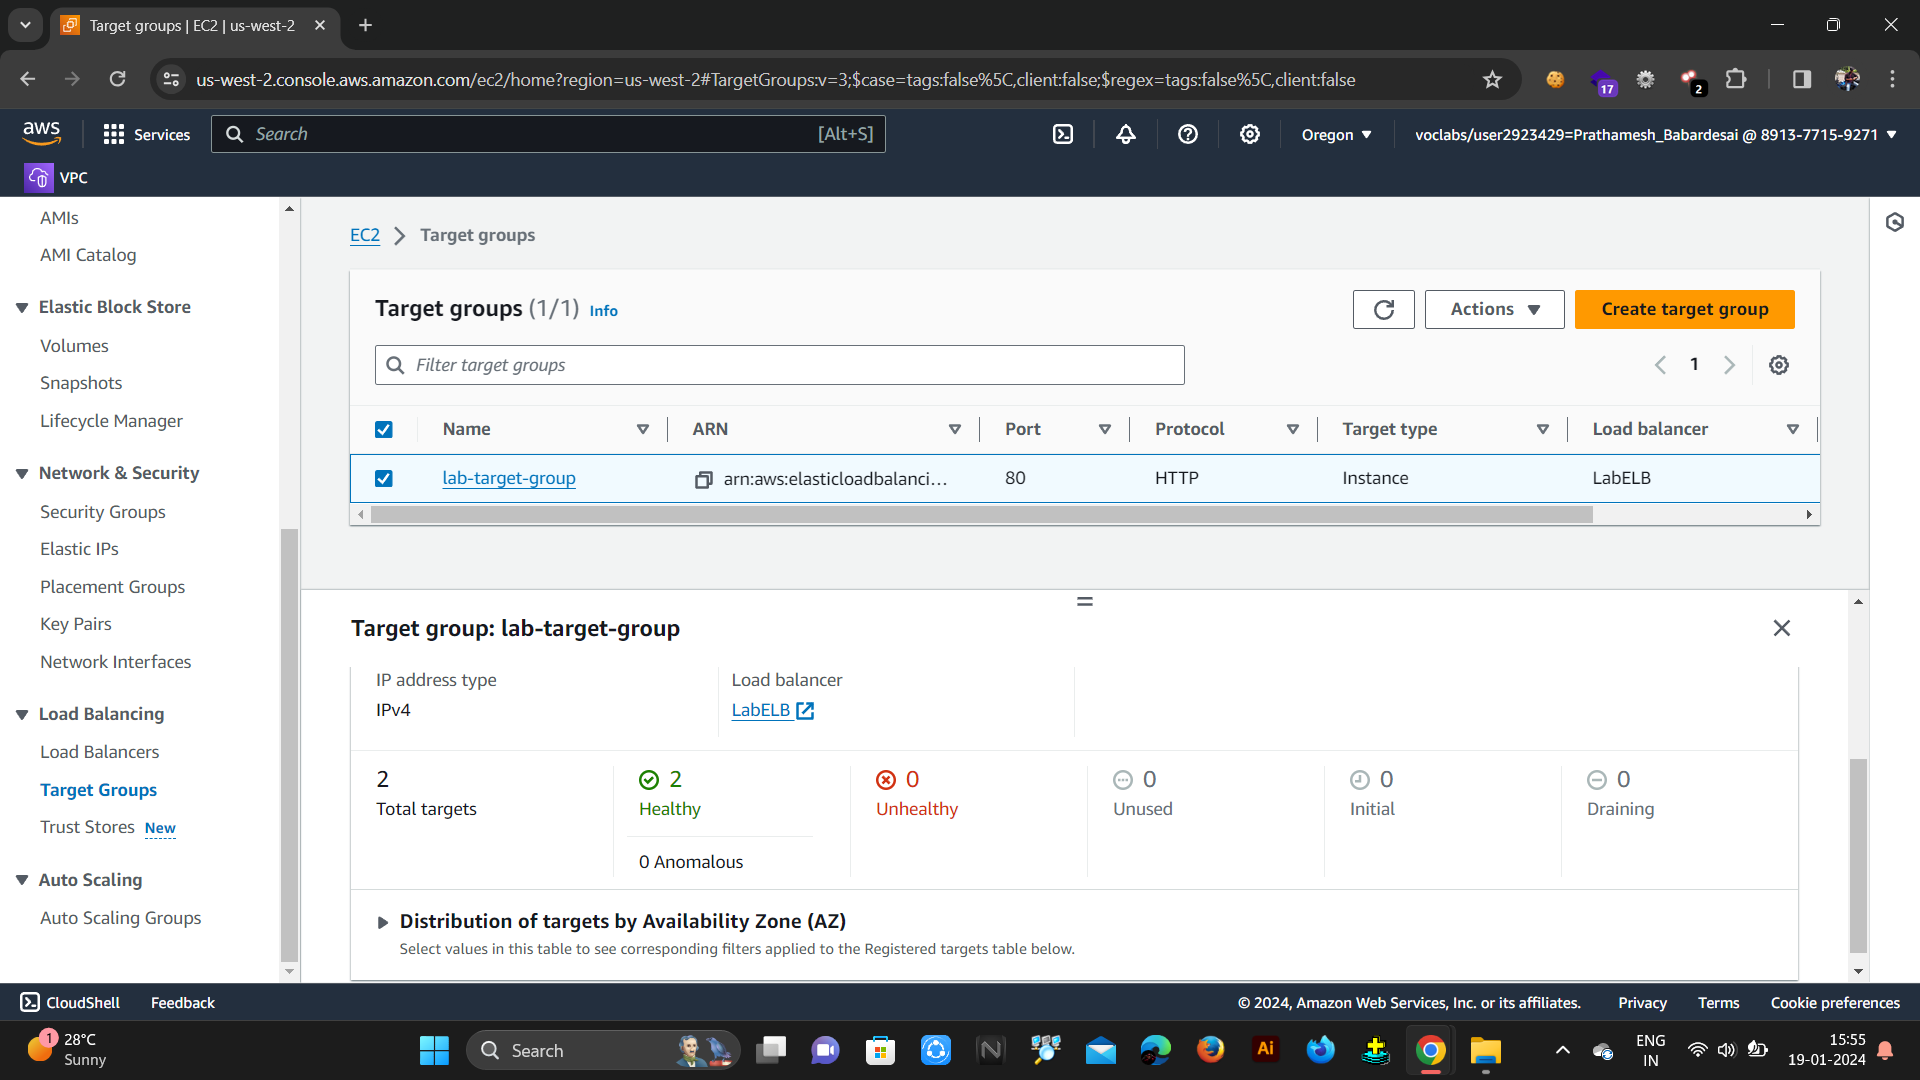 Target groups | EC2 | us-west-2
us-west-2.console.aws.amazon.com/ec2/home?region=us-west-2#TargetGroups:v=3;$case=tags:false%5C,client:false;$regex=tags:false%5C,client:false
17
2
aws
Services
Search
[Alt+S]
Oregon
voclabs/user2923429=Prathamesh_Babardesai @ 8913-7715-9271
VPC
AMIs
AMI Catalog
Elastic Block Store
Volumes
Snapshots
Lifecycle Manager
Network & Security
Security Groups
Elastic IPs
Placement Groups
Key Pairs
Network Interfaces
Load Balancing
Load Balancers
Target Groups
Trust Stores New
Auto Scaling
Auto Scaling Groups
EC2 Target groups
Target groups (1/1) Info
Actions
Create target group
Filter target groups
1
Name ARN Port Protocol Target type Load balancer
lab-target-group arn:aws:elasticloadbalanci... 80 HTTP Instance LabELB
Target group: lab-target-group
IP address type
IPv4
Load balancer
LabELB
2
Total targets
2
Healthy
0 Anomalous
0
Unhealthy
0
Unused
0
Initial
0
Draining
Distribution of targets by Availability Zone (AZ)
Select values in this table to see corresponding filters applied to the Registered targets table below.
CloudShell
Feedback
© 2024, Amazon Web Services, Inc. or its affiliates.
Privacy
Terms
Cookie preferences
1
28°C
Sunny
Search
Ai
ENG
IN
15:55
19-01-2024